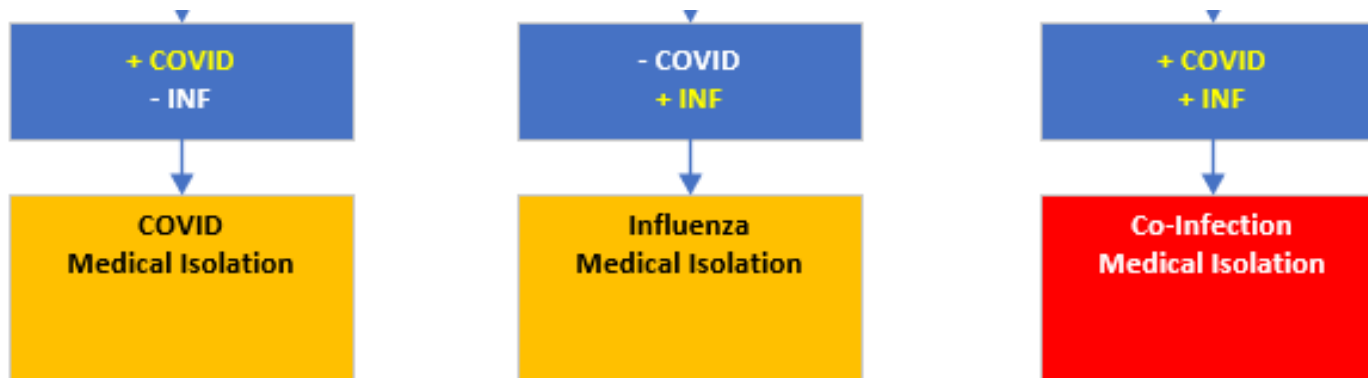 + COVID
- INF
- COVID
+ INF
+ COVID
+ INF
COVID
Medical Isolation
Influenza
Medical Isolation
Co-Infection
Medical Isolation